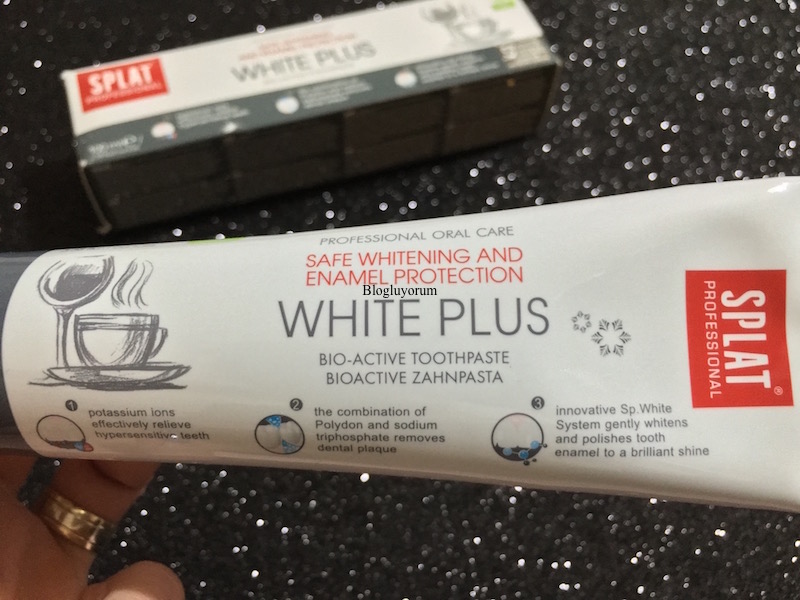 SPLAT
PROFESSIONAL
WHITE PLUS
PROFESSIONAL ORAL CARE
SAFE WHITENING AND
ENAMEL PROTECTION
Blogluyorum
WHITE PLUS
BIO-ACTIVE TOOTHPASTE
BIOACTIVE ZAHNPASTA
1
potassium ions
effectively relieve
hypersensitive teeth
2
the combination of
Polydon and sodium
triphosphate removes
dental plaque
3
innovative Sp.White
System gently whitens
and polishes tooth
enamel to a brilliant shine
SPLAT®
PROFESSIONAL